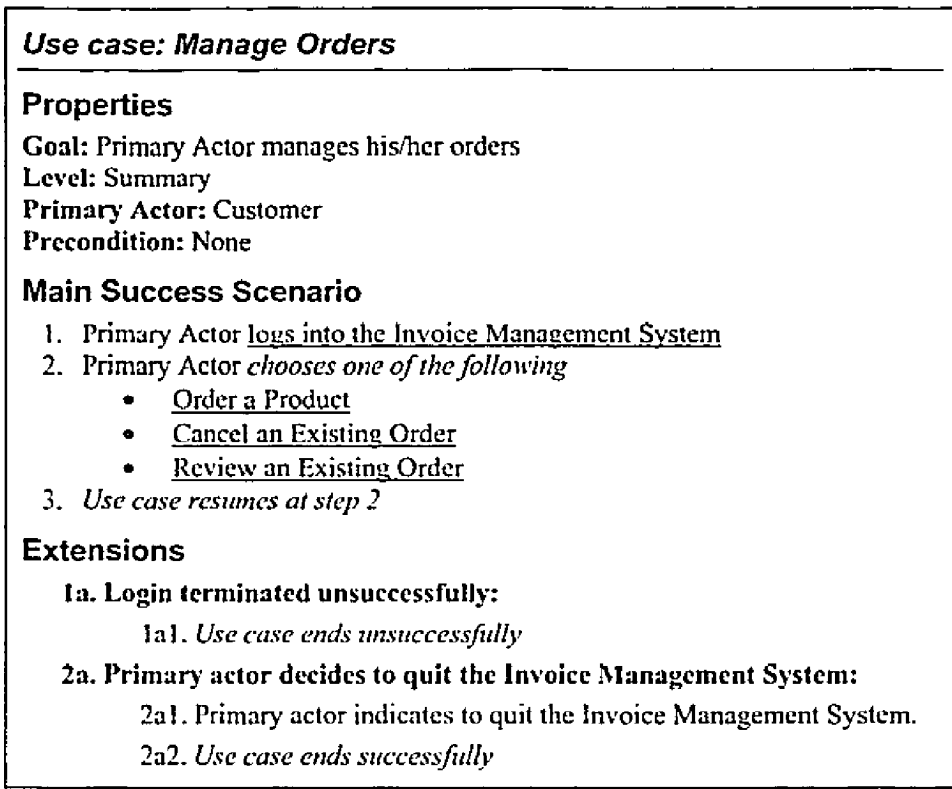 Use case: Manage Orders
Properties
Goal: Primary Actor manages his/her orders
Level: Summary
Primary Actor: Customer
Precondition: None
Main Success Scenario
1. Primary Actor logs into the Invoice Management System
2. Primary Actor chooses one of the following
• Order a Product
• Cancel an Existing Order
• Review an Existing Order
3. Use case resumes at step 2
Extensions
1a. Login terminated unsuccessfully:
1a1. Use case ends unsuccessfully
2a. Primary actor decides to quit the Invoice Management System:
2a1. Primary actor indicates to quit the Invoice Management System.
2a2. Use case ends successfully